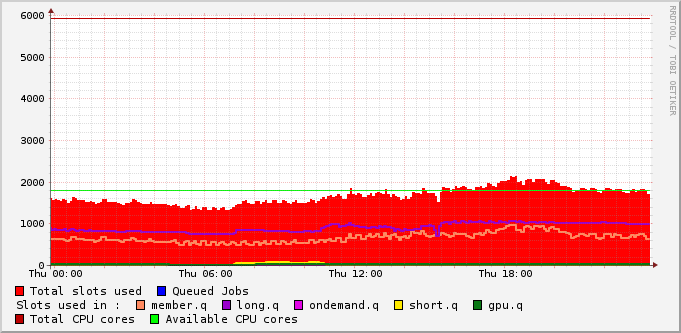 RRDTOOL / TOBI OETIKER
6000
5000
4000
3000
2000
1000
0
Thu 00:00 Thu 06:00 Thu 12:00 Thu 18:00
Total slots used Queued Jobs
Slots used in : member.q long.q ondemand.q short.q gpu.q
Total CPU cores Available CPU cores